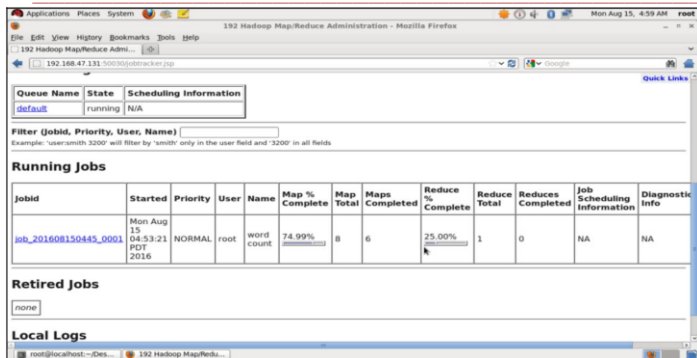 Applications Places System Mon Aug 15, 4:59 AM root
192 Hadoop Map/Reduce Administration - Mozilla Firefox
File Edit View History Bookmarks Tools Help
192 Hadoop Map/Reduce Admi...
192.168.47.131:50030/jobtracker.jsp Google
Quick Links
Queue Name State Scheduling Information
default running N/A
Filter (Jobid, Priority, User, Name)
Example: 'user:smith 3200' will filter by 'smith' only in the user field and '3200' in all fields
Running Jobs
Jobid Started Priority User Name Map % Complete Map Total Maps Completed Reduce % Complete Reduce Total Reduces Completed Job Scheduling Information Diagnostic Info
job_201608150445_0001 Mon Aug 15 04:53:21 PDT 2016 NORMAL root word count 74.99% 8 6 25.00% 1 0 NA NA
Retired Jobs
none
Local Logs
root@localhost:~/Des... 192 Hadoop Map/Redu...